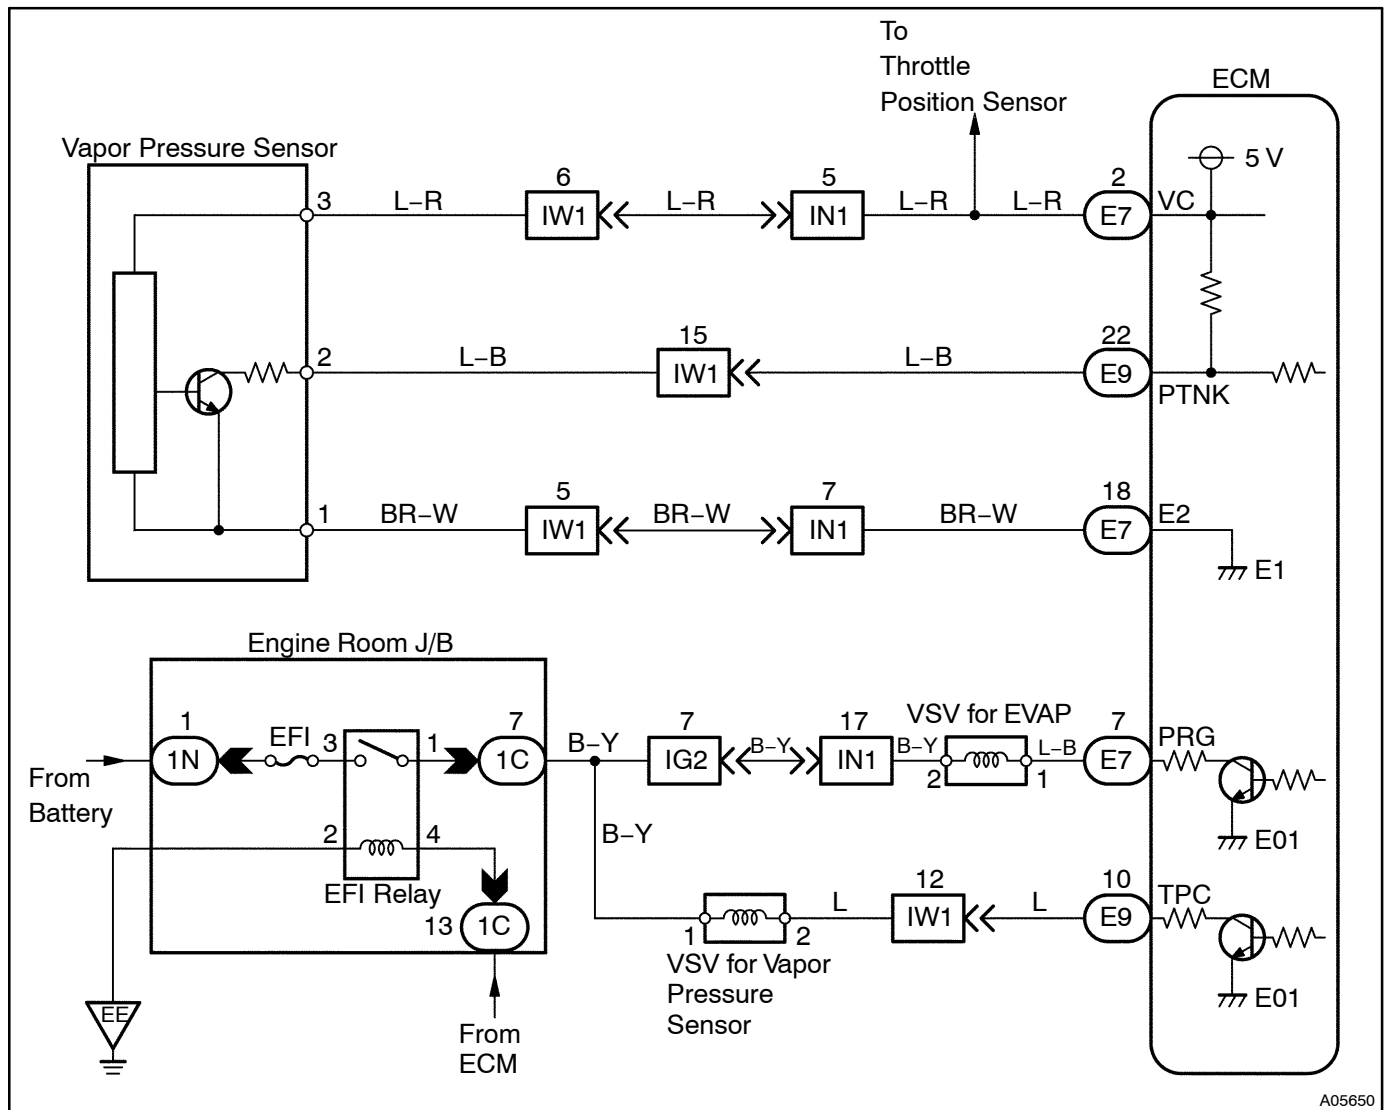 To
Throttle
Position Sensor
ECM
Vapor Pressure Sensor
5 V
3 L−R 6 IW1 L−R 5 IN1 L−R L−R 2 E7 VC
2 L−B 15 IW1 L−B 22 E9 PTNK
1 BR−W 5 IW1 BR−W 7 IN1 BR−W 18 E7 E2
E1
Engine Room J/B
From
Battery
1 1N EFI 3 1 7 1C B−Y 7 IG2 B−Y 17 IN1 B−Y 2 VSV for EVAP 1 L−B 7 E7 PRG
E01
2 4
EFI Relay
13 1C
From
ECM
EE
B−Y
1 2 L 12 IW1 L 10 E9 TPC
VSV for Vapor
Pressure
Sensor
E01
A05650